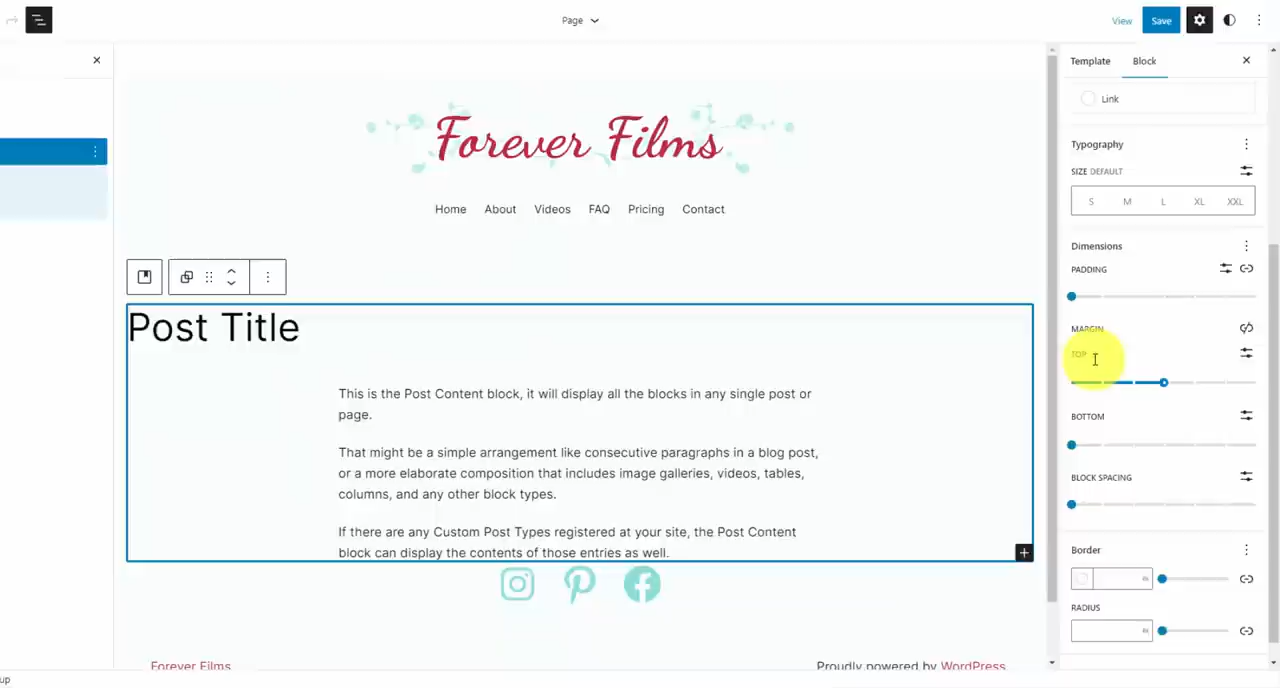 Page
View
Save
Template
Block
Link
Forever Films
Typography
SIZE DEFAULT
S M L XL XXL
Home About Videos FAQ Pricing Contact
Dimensions
PADDING
Post Title
MARGIN
TOP
This is the Post Content block, it will display all the blocks in any single post or
page.
BOTTOM
That might be a simple arrangement like consecutive paragraphs in a blog post,
or a more elaborate composition that includes image galleries, videos, tables,
columns, and any other block types.
BLOCK SPACING
If there are any Custom Post Types registered at your site, the Post Content
block can display the contents of those entries as well.
Border
RADIUS
Forever Films
Proudly powered by WordPress
up